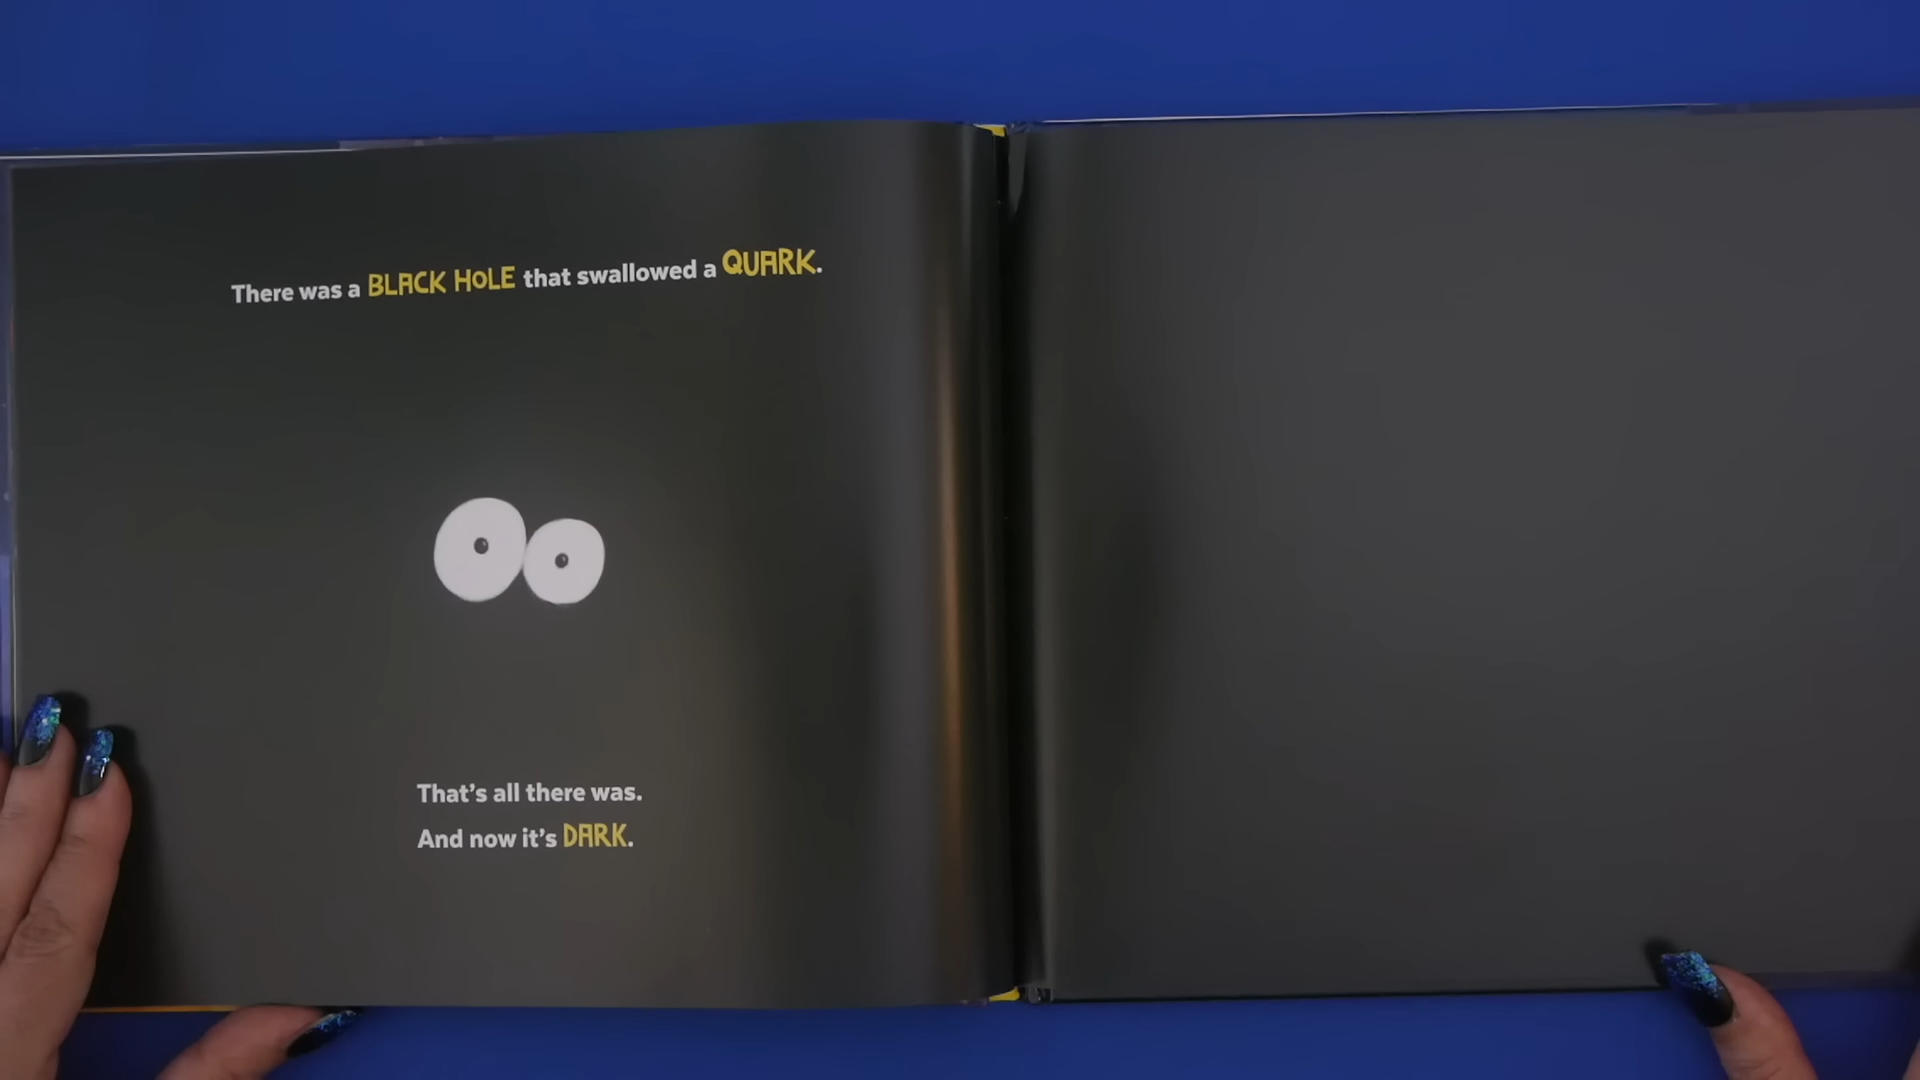 There was a BLACK HOLE that swallowed a QUARK.
That's all there was.
And now it's DARK.